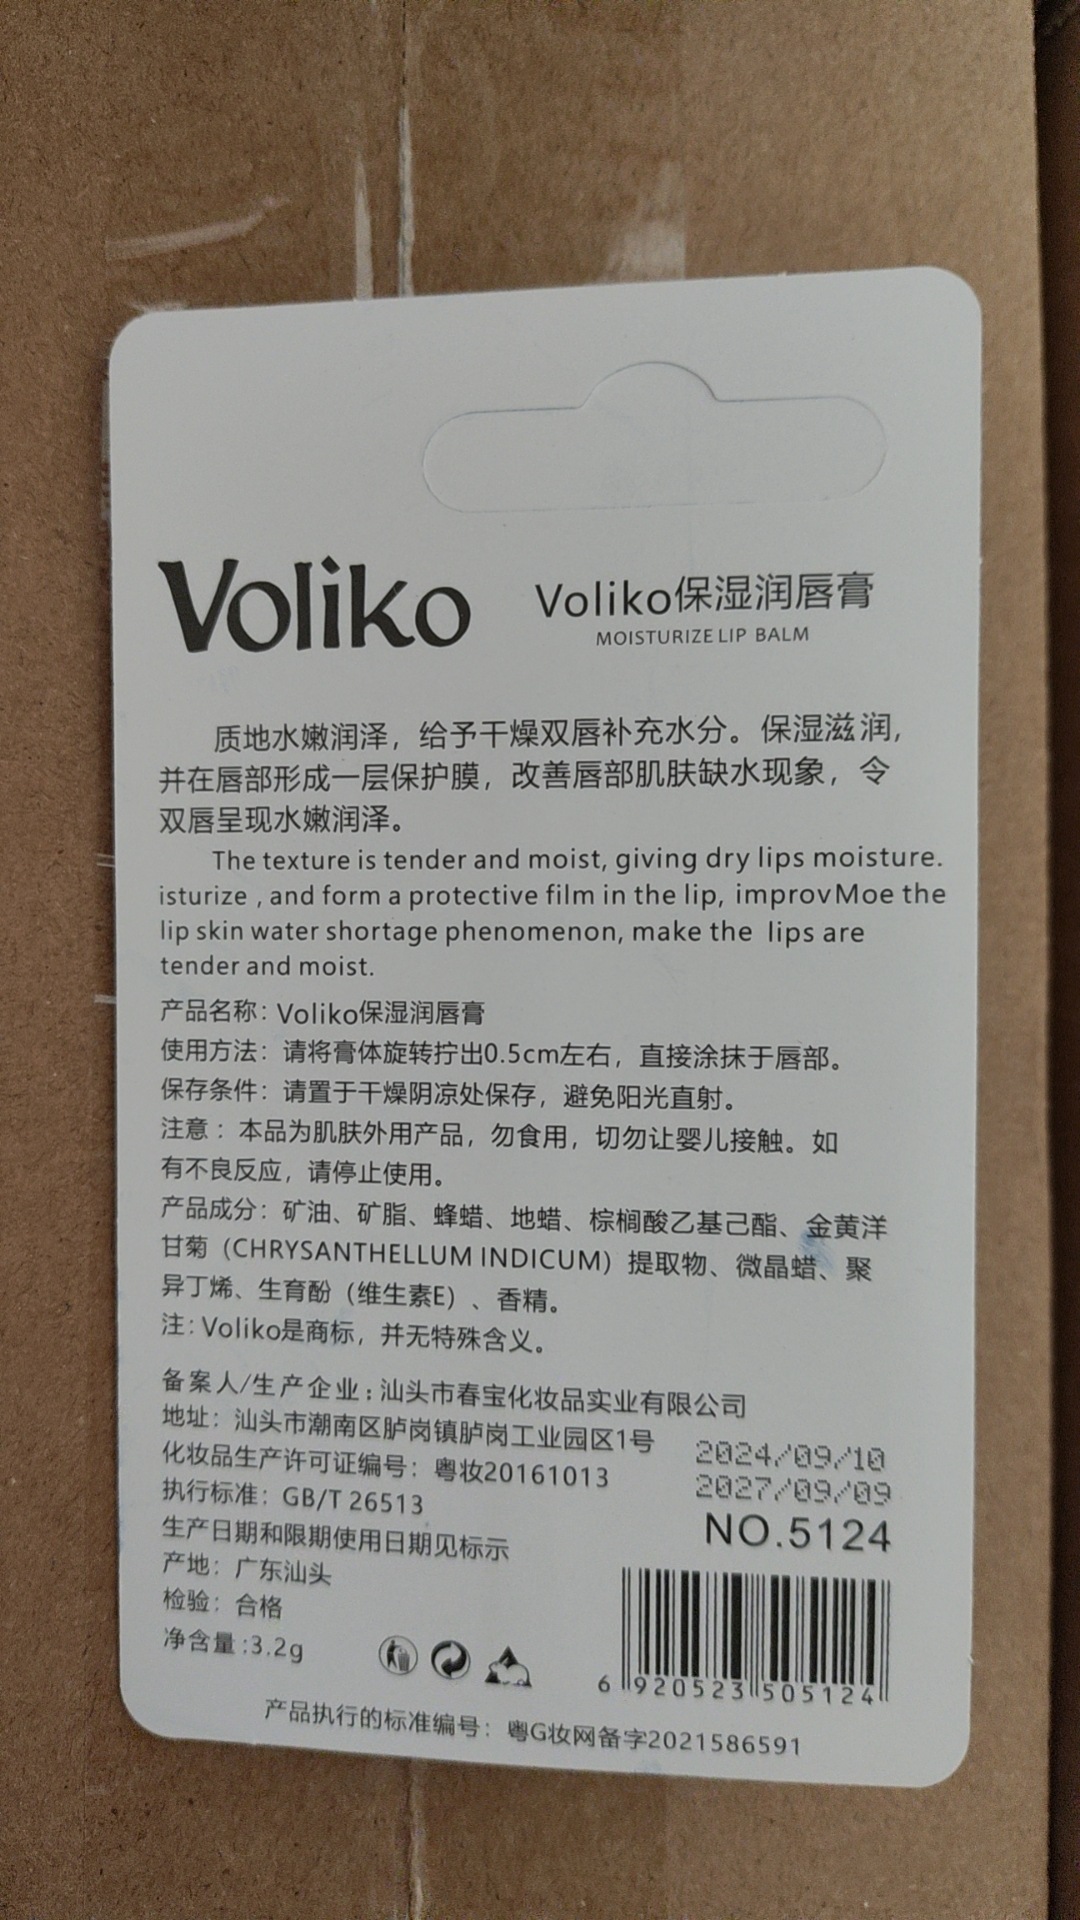 Voliko
Voliko保湿润唇膏
MOISTURIZE LIP BALM
质地水嫩润泽，给予干燥双唇补充水分。保湿滋润，
并在唇部形成一层保护膜，改善唇部肌肤缺水现象，令
双唇呈现水嫩润泽。
The texture is tender and moist, giving dry lips moisture.
isturize , and form a protective film in the lip, improvMoe the
lip skin water shortage phenomenon, make the lips are
tender and moist.
产品名称：Voliko保湿润唇膏
使用方法：请将膏体旋转拧出0.5cm左右，直接涂抹于唇部。
保存条件：请置于干燥阴凉处保存，避免阳光直射。
注意：本品为肌肤外用产品，勿食用，切勿让婴儿接触。如
有不良反应，请停止使用。
产品成分：矿油、矿脂、蜂蜡、地蜡、棕榈酸乙基己酯、金黄洋
甘菊（CHRYSANTHELLUM INDICUM）提取物、微晶蜡、聚
异丁烯、生育酚（维生素E）、香精。
注：Voliko是商标，并无特殊含义。
备案人/生产企业：汕头市春宝化妆品实业有限公司
地址：汕头市潮南区胪岗镇胪岗工业园区1号
化妆品生产许可证编号：粤妆20161013
执行标准：GB/T 26513
生产日期和限期使用日期见标示
产地：广东汕头
检验：合格
净含量:3.2g
2024/09/10
2027/09/09
NO.5124
6 920523 505124
产品执行的标准编号：粤G妆网备字2021586591